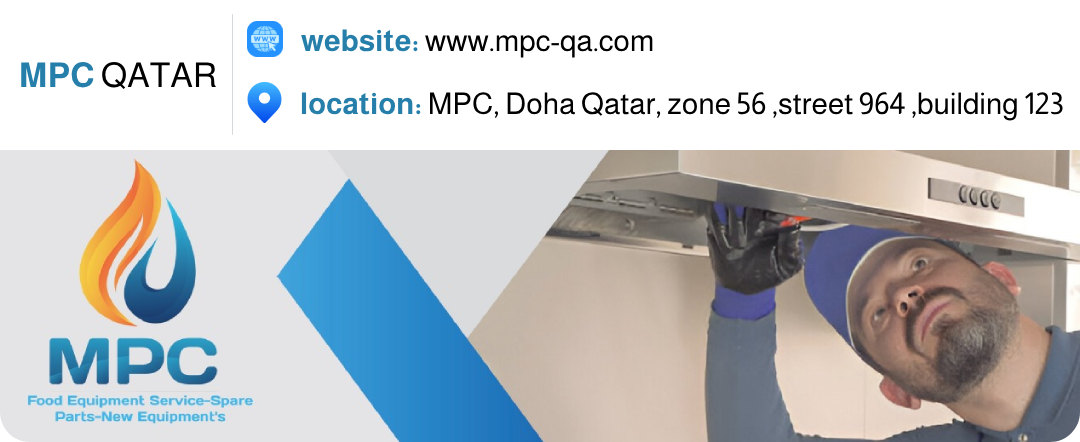 MPC QATAR
www
website: www.mpc-qa.com
location: MPC, Doha Qatar, zone 56 ,street 964 ,building 123
MPC
Food Equipment Service-Spare
Parts-New Equipment's